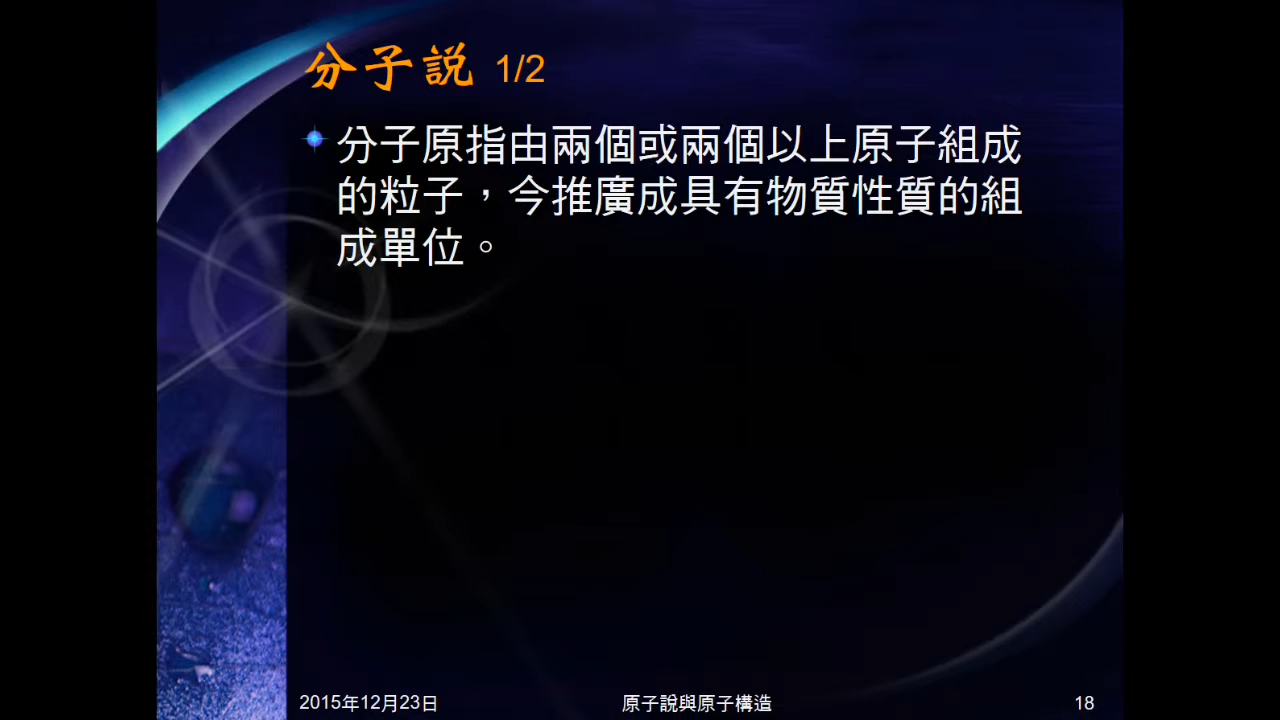 分子說 1/2
分子原指由兩個或兩個以上原子組成
的粒子，今推廣成具有物質性質的組
成單位。
2015年12月23日
原子說與原子構造
18